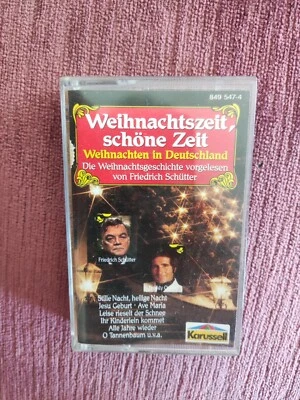 849 547-4
Weihnachtszeit,
schöne Zeit
Weihnachten in Deutschland
Die Weihnachtsgeschichte vorgelesen
von Friedrich Schütter
Friedrich Schütter
Stille Nacht, heilige Nacht
Jesu Geburt · Ave Maria
Leise rieselt der Schnee
Ihr Kinderlein kommet
Alle Jahre wieder
O Tannenbaum u.v.a.
Karussell